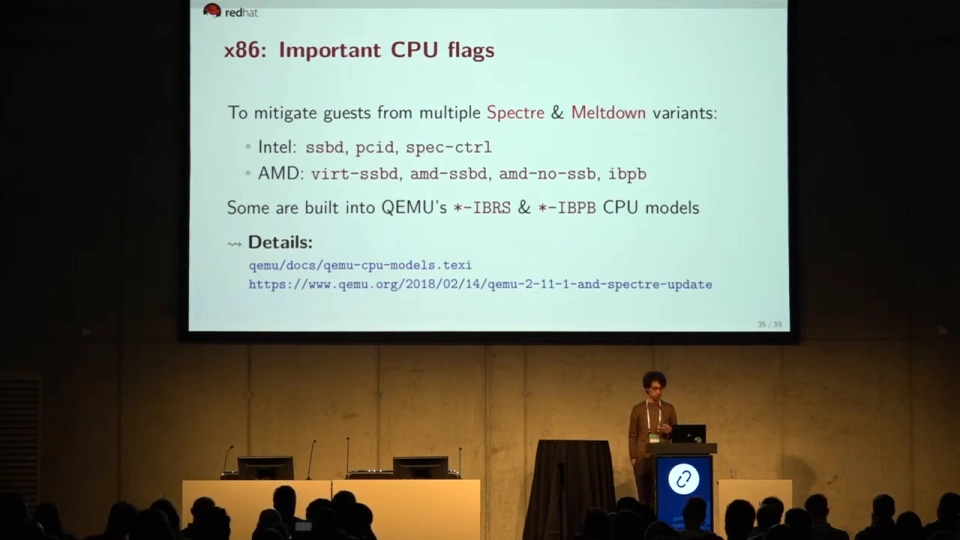 redhat
x86: Important CPU flags
To mitigate guests from multiple Spectre & Meltdown variants:
Intel: ssbd, pcid, spec-ctrl
AMD: virt-ssbd, amd-ssbd, amd-no-ssb, ibpb
Some are built into QEMU's *-IBRS & *-IBPB CPU models
⇝ Details:
qemu/docs/qemu-cpu-models.texi
https://www.qemu.org/2018/02/14/qemu-2-11-1-and-spectre-update
35 / 39